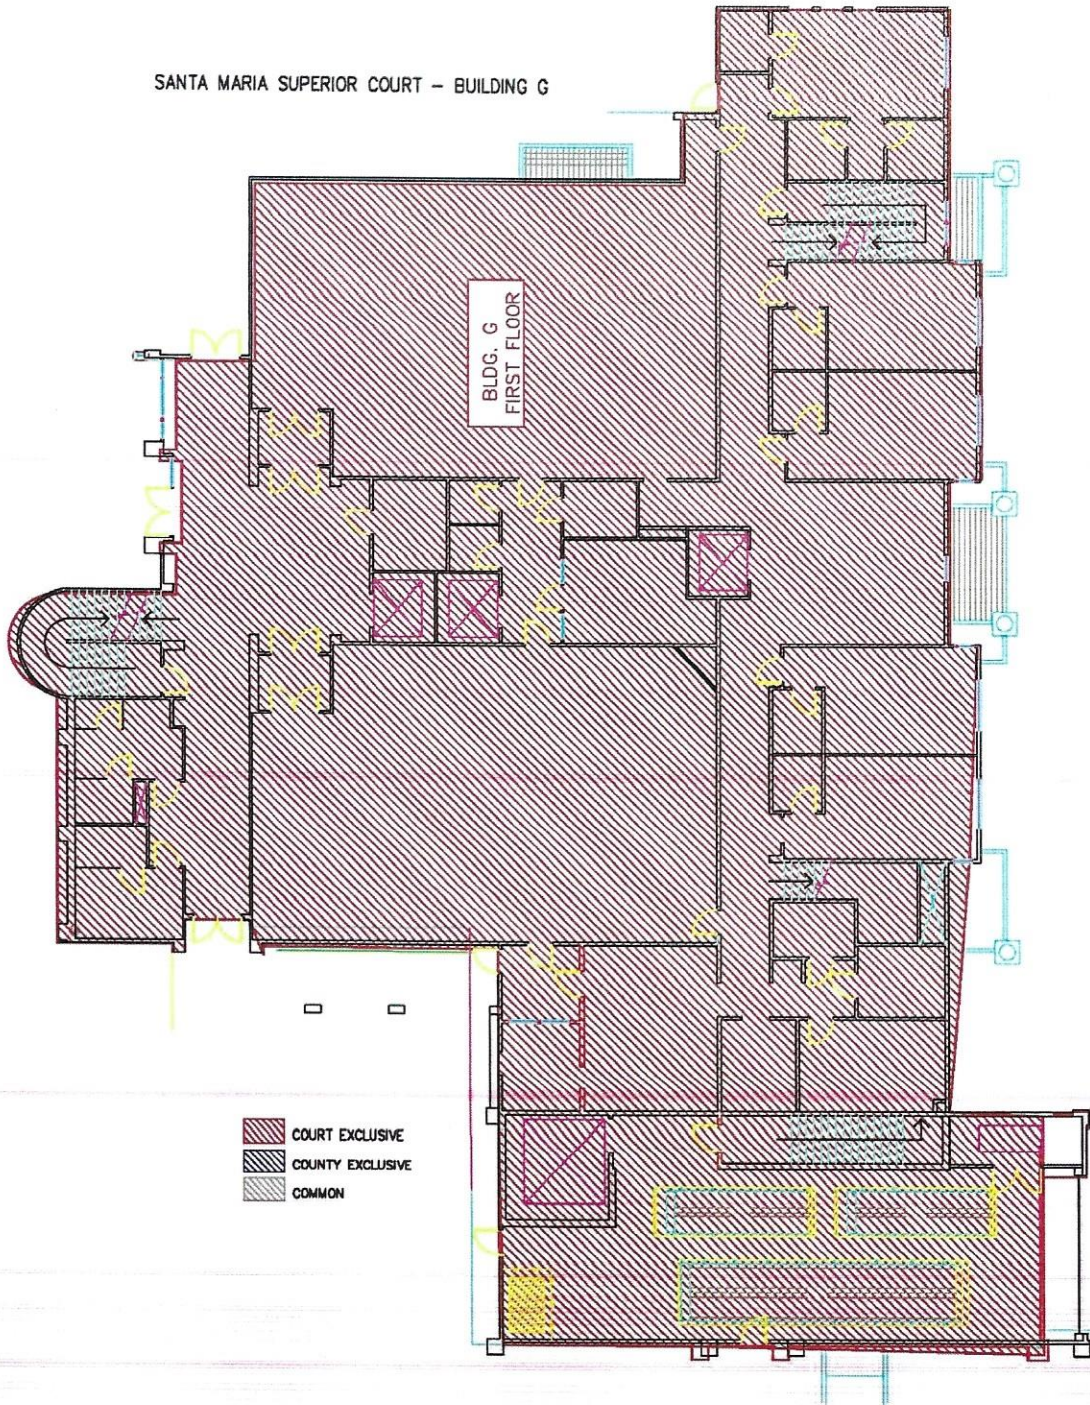 SANTA MARIA SUPERIOR COURT - BUILDING G
BLDG. G
FIRST FLOOR
COURT EXCLUSIVE
COUNTY EXCLUSIVE
COMMON